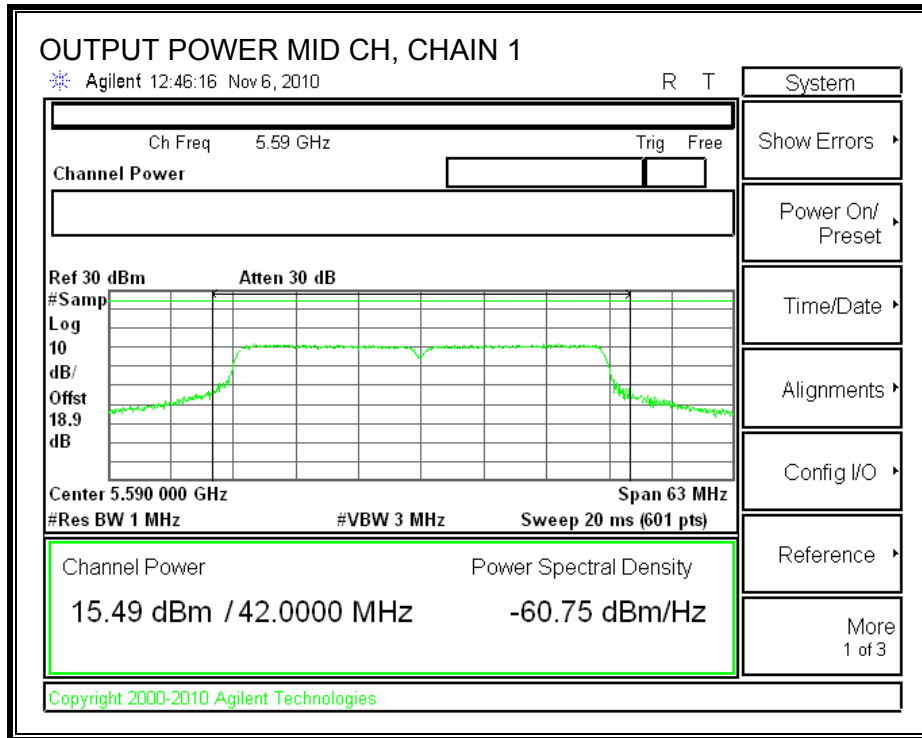 OUTPUT POWER MID CH, CHAIN 1
Agilent 12:46:16 Nov 6, 2010 R T
Ch Freq 5.59 GHz Trig Free
Channel Power
Ref 30 dBm Atten 30 dB
#Samp
Log
10
dB/
Offst
18.9
dB
Center 5.590 000 GHz Span 63 MHz
#Res BW 1 MHz #VBW 3 MHz Sweep 20 ms (601 pts)
Channel Power Power Spectral Density
15.49 dBm / 42.0000 MHz -60.75 dBm/Hz
Copyright 2000-2010 Agilent Technologies
System
Show Errors
Power On/
Preset
Time/Date
Alignments
Config I/O
Reference
More
1 of 3